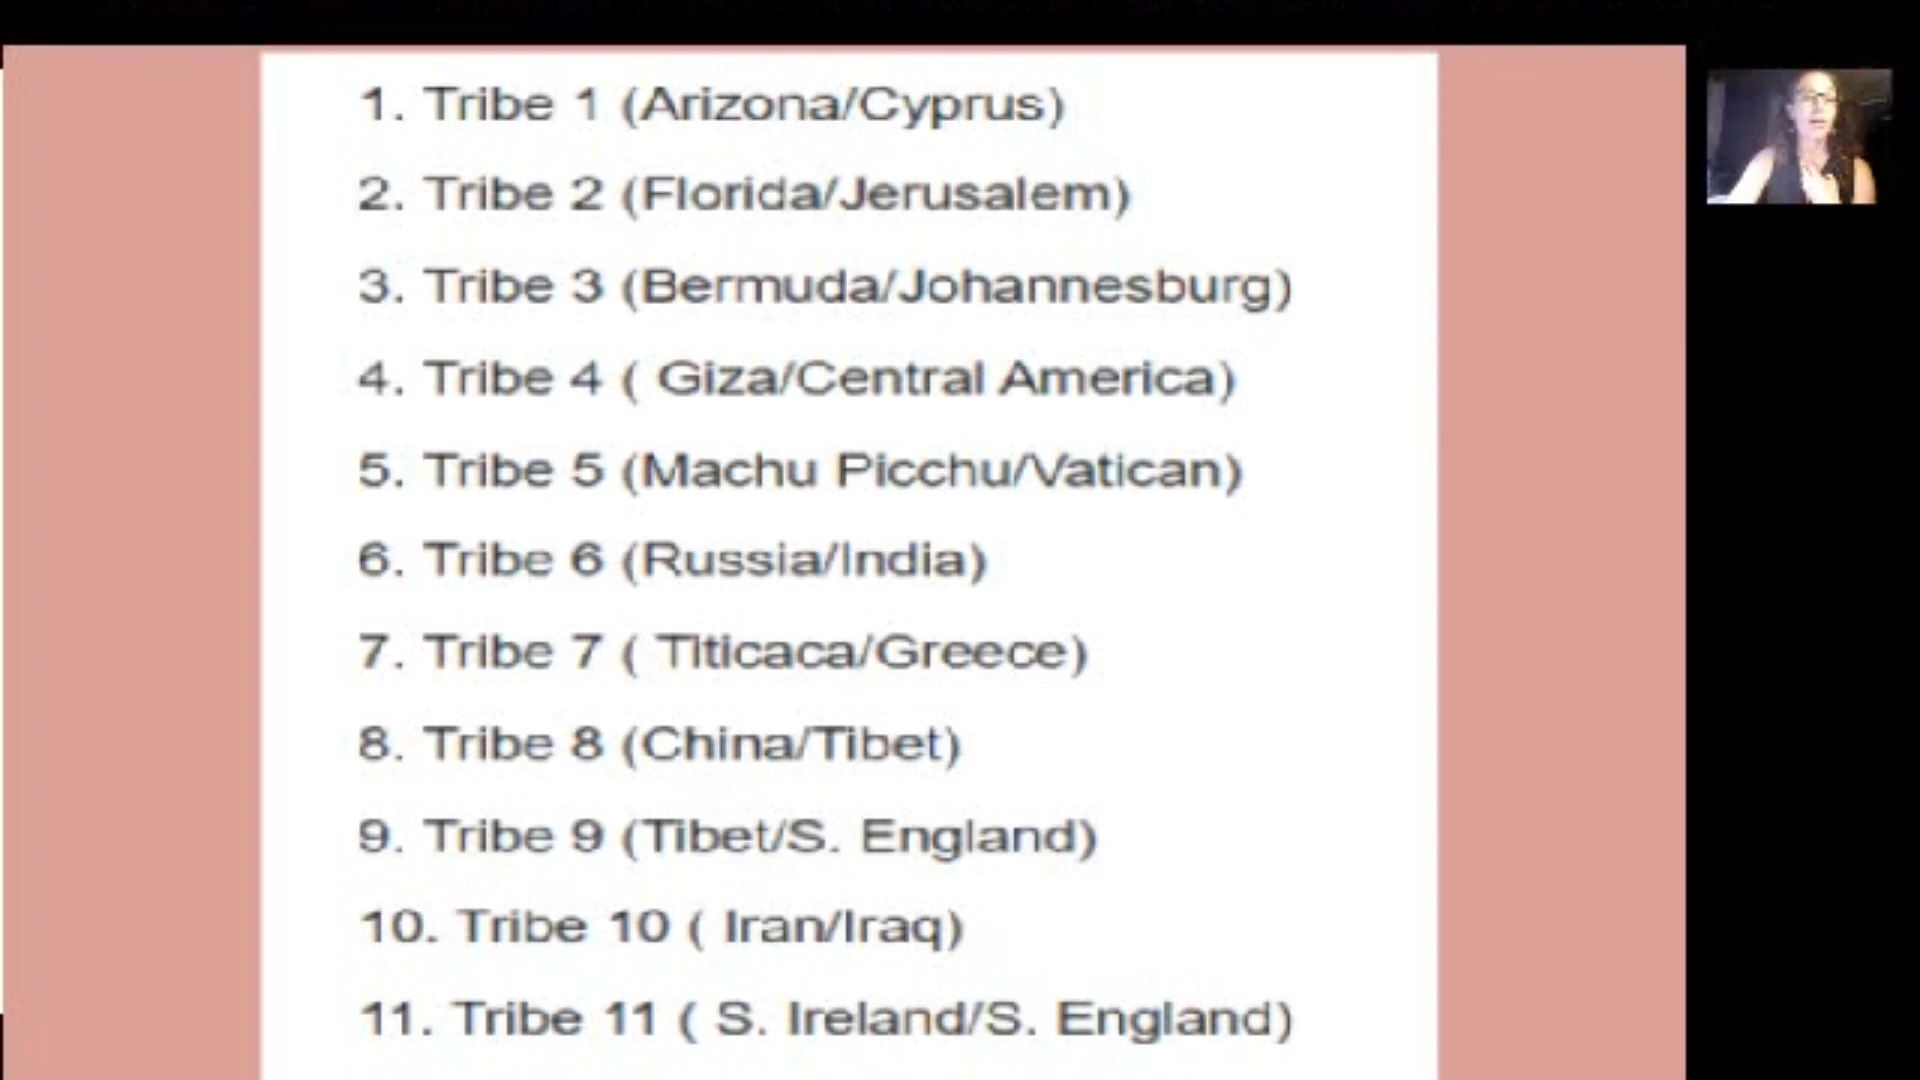 1. Tribe 1 (Arizona/Cyprus)
2. Tribe 2 (Florida/Jerusalem)
3. Tribe 3 (Bermuda/Johannesburg)
4. Tribe 4 ( Giza/Central America)
5. Tribe 5 (Machu Picchu/Vatican)
6. Tribe 6 (Russia/India)
7. Tribe 7 ( Titicaca/Greece)
8. Tribe 8 (China/Tibet)
9. Tribe 9 (Tibet/S. England)
10. Tribe 10 ( Iran/Iraq)
11. Tribe 11 ( S. Ireland/S. England)